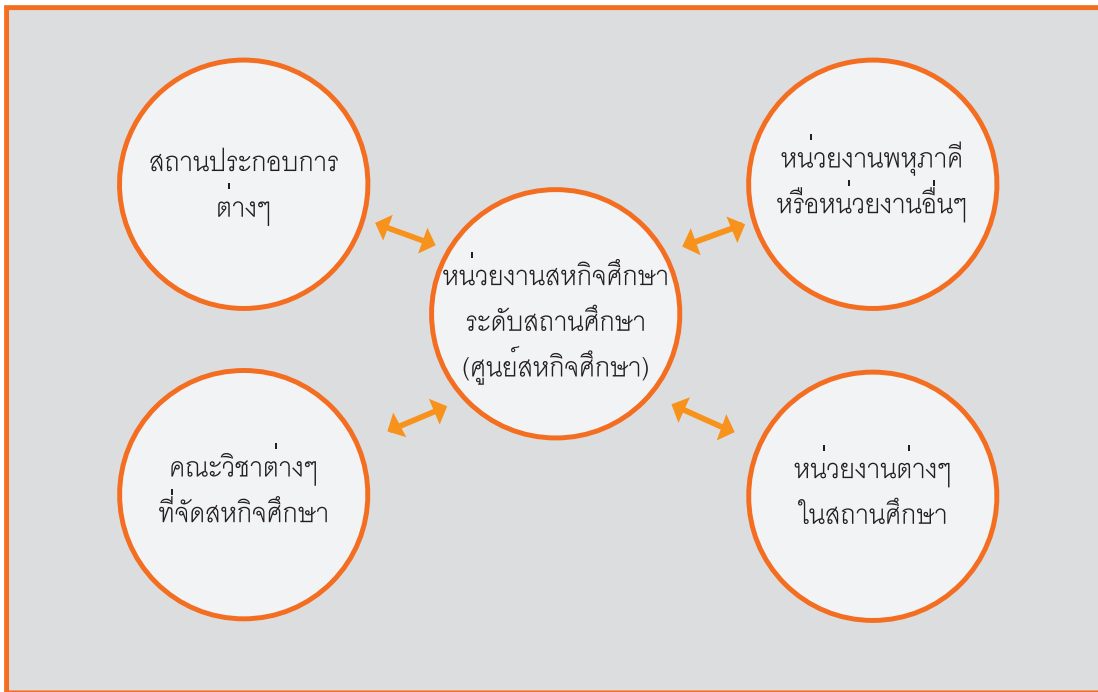 สถานประกอบการ
ต่างๆ
หน่วยงานพหุภาคี
หรือหน่วยงานอื่นๆ
หน่วยงานสหกิจศึกษา
ระดับสถานศึกษา
(ศูนย์สหกิจศึกษา)
คณะวิชาต่างๆ
ที่จัดสหกิจศึกษา
หน่วยงานต่างๆ
ในสถานศึกษา